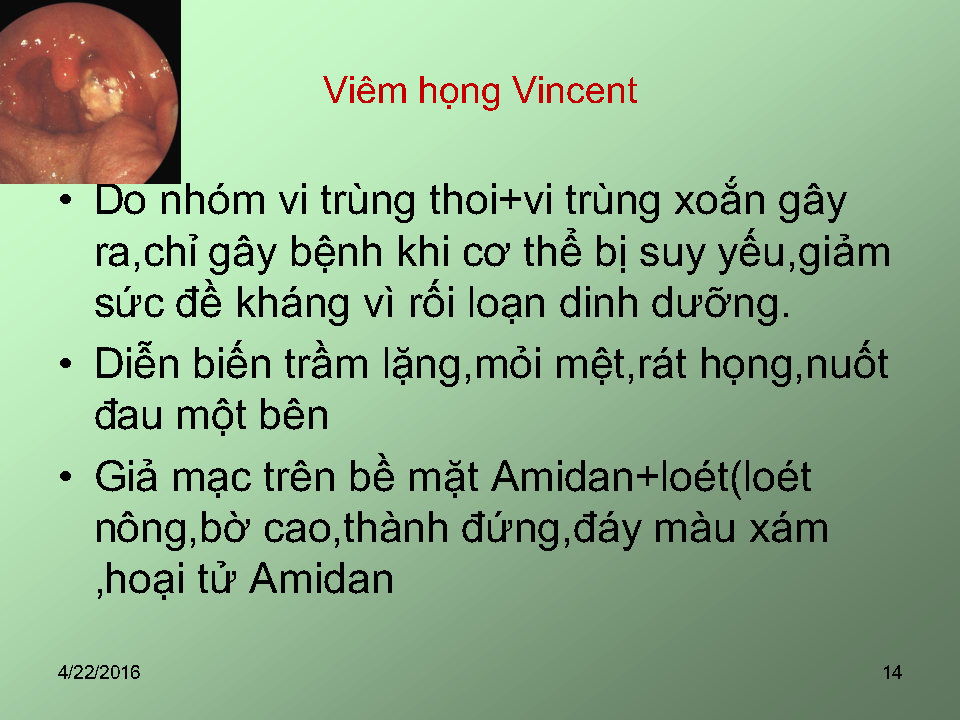 Viêm họng Vincent
• Do nhóm vi trùng thoi+vi trùng xoắn gây
ra,chỉ gây bệnh khi cơ thể bị suy yếu,giảm
sức đề kháng vì rối loạn dinh dưỡng.
• Diễn biến trầm lặng,mỏi mệt,rát họng,nuốt
đau một bên
• Giả mạc trên bề mặt Amidan+loét(loét
nông,bờ cao,thành đứng,đáy màu xám
,hoại tử Amidan
4/22/2016
14